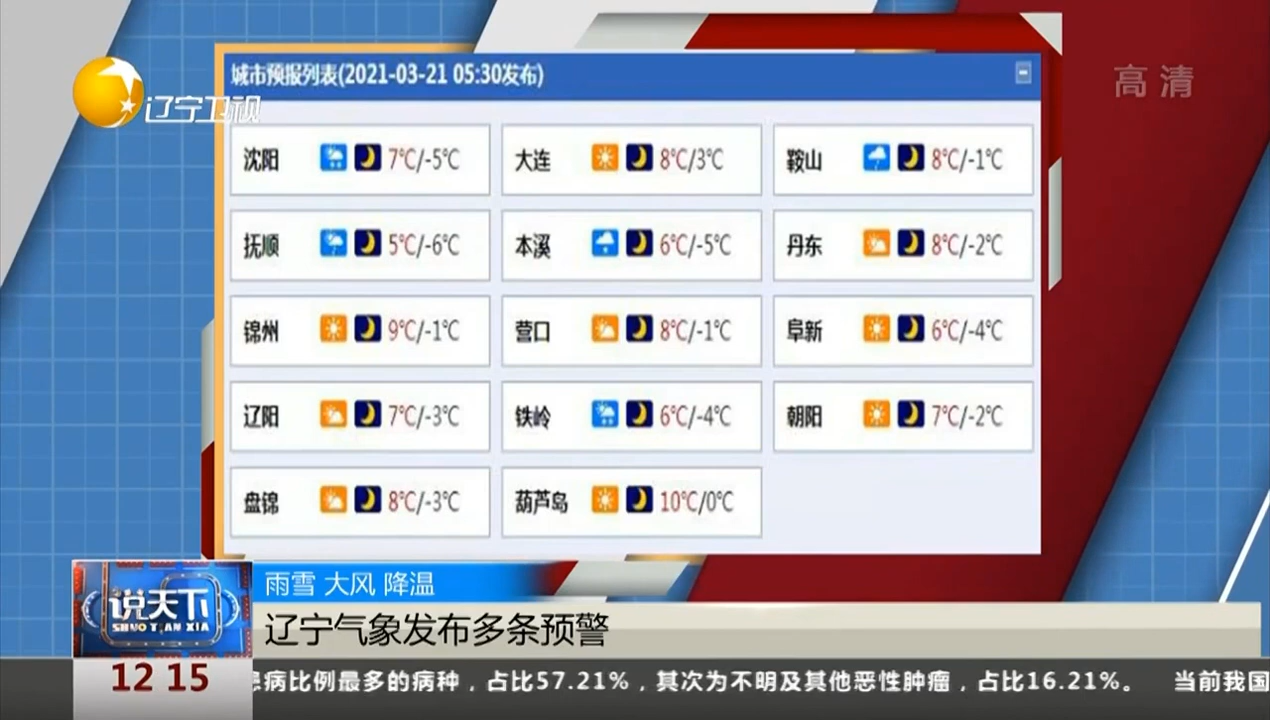 城市预报列表(2021-03-21 05:30发布)
高清
辽宁卫视
沈阳 7℃/-5℃
大连 8℃/3℃
鞍山 8℃/-1℃
抚顺 5℃/-6℃
本溪 6℃/-5℃
丹东 8℃/-2℃
锦州 9℃/-1℃
营口 8℃/-1℃
阜新 6℃/-4℃
辽阳 7℃/-3℃
铁岭 6℃/-4℃
朝阳 7℃/-2℃
盘锦 8℃/-3℃
葫芦岛 10℃/0℃
说天下
SHUO TIAN XIA
雨雪 大风 降温
辽宁气象发布多条预警
12 15
患病比例最多的病种，占比57.21%，其次为不明及其他恶性肿瘤，占比16.21%。 当前我国